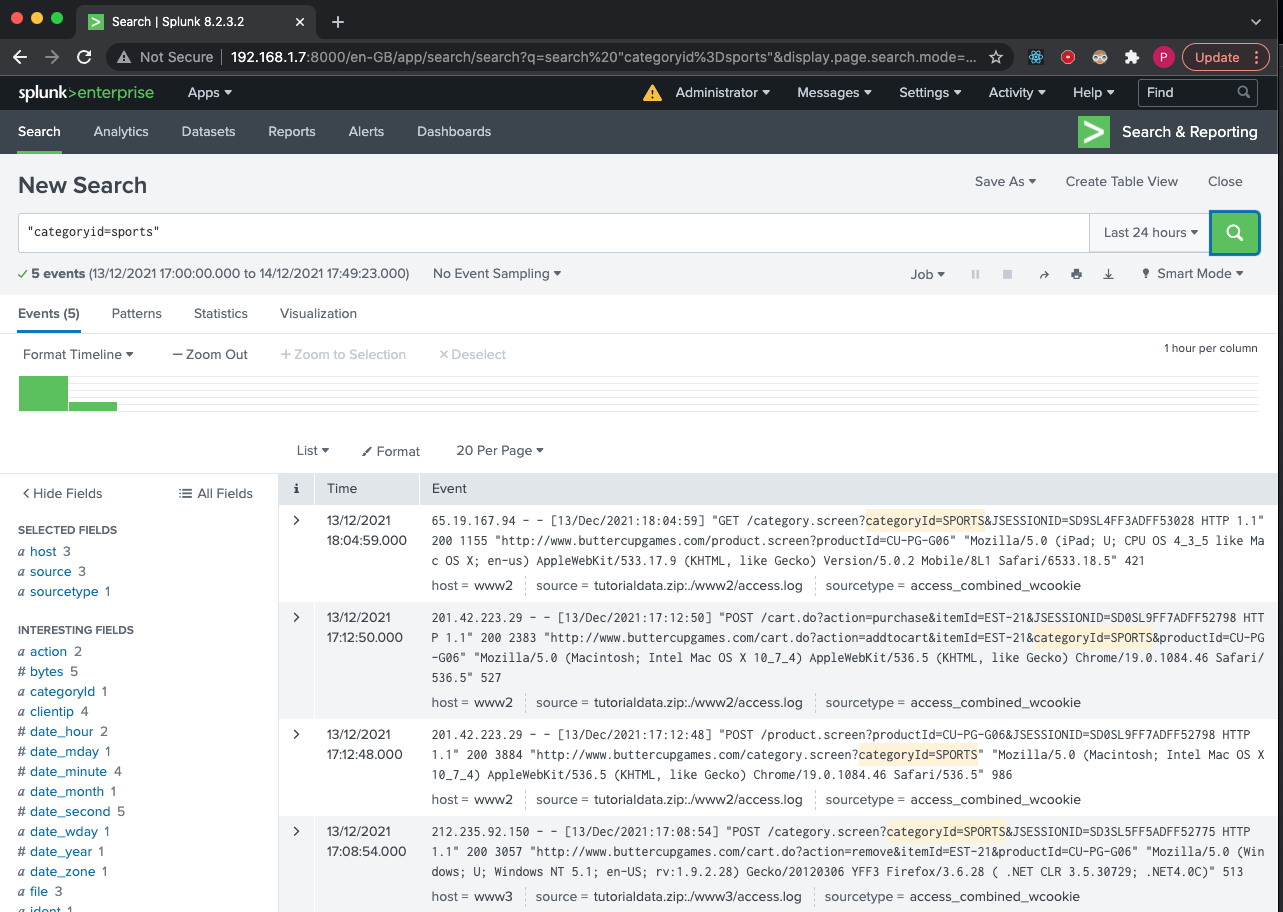 Search | Splunk 8.2.3.2
Not Secure 192.168.1.7:8000/en-GB/app/search/search?q=search%20"categoryid%3Dsports"&display.page.search.mode=... P Update
splunk>enterprise Apps Administrator Messages Settings Activity Help Find
Search Analytics Datasets Reports Alerts Dashboards Search & Reporting
New Search Save As Create Table View Close
"categoryid=sports" Last 24 hours
5 events (13/12/2021 17:00:00.000 to 14/12/2021 17:49:23.000) No Event Sampling Job Smart Mode
Events (5) Patterns Statistics Visualization
Format Timeline — Zoom Out + Zoom to Selection × Deselect 1 hour per column
List Format 20 Per Page
< Hide Fields All Fields
SELECTED FIELDS
a host 3
a source 3
a sourcetype 1
INTERESTING FIELDS
a action 2
# bytes 5
a categoryId 1
a clientip 4
# date_hour 2
# date_mday 1
# date_minute 4
a date_month 1
# date_second 5
a date_wday 1
# date_year 1
a date_zone 1
a file 3
a ident 1
i Time Event
> 13/12/2021 18:04:59.000
65.19.167.94 - - [13/Dec/2021:18:04:59] "GET /category.screen?categoryId=SPORTS&JSESSIONID=SD9SL4FF3ADFF53028 HTTP 1.1"
200 1155 "http://www.buttercupgames.com/product.screen?productId=CU-PG-G06" "Mozilla/5.0 (iPad; U; CPU OS 4_3_5 like Ma
c OS X; en-us) AppleWebKit/533.17.9 (KHTML, like Gecko) Version/5.0.2 Mobile/8L1 Safari/6533.18.5" 421
host = www2 source = tutorialdata.zip:./www2/access.log sourcetype = access_combined_wcookie
> 13/12/2021 17:12:50.000
201.42.223.29 - - [13/Dec/2021:17:12:50] "POST /cart.do?action=purchase&itemId=EST-21&JSESSIONID=SD0SL9FF7ADFF52798 HTT
P 1.1" 200 2383 "http://www.buttercupgames.com/cart.do?action=addtocart&itemId=EST-21&categoryId=SPORTS&productId=CU-PG
-G06" "Mozilla/5.0 (Macintosh; Intel Mac OS X 10_7_4) AppleWebKit/536.5 (KHTML, like Gecko) Chrome/19.0.1084.46 Safari/
536.5" 527
host = www2 source = tutorialdata.zip:./www2/access.log sourcetype = access_combined_wcookie
> 13/12/2021 17:12:48.000
201.42.223.29 - - [13/Dec/2021:17:12:48] "POST /product.screen?productId=CU-PG-G06&JSESSIONID=SD0SL9FF7ADFF52798 HTTP
1.1" 200 3884 "http://www.buttercupgames.com/category.screen?categoryId=SPORTS" "Mozilla/5.0 (Macintosh; Intel Mac OS X
10_7_4) AppleWebKit/536.5 (KHTML, like Gecko) Chrome/19.0.1084.46 Safari/536.5" 986
host = www2 source = tutorialdata.zip:./www2/access.log sourcetype = access_combined_wcookie
> 13/12/2021 17:08:54.000
212.235.92.150 - - [13/Dec/2021:17:08:54] "POST /category.screen?categoryId=SPORTS&JSESSIONID=SD3SL5FF5ADFF52775 HTTP
1.1" 200 3057 "http://www.buttercupgames.com/cart.do?action=remove&itemId=EST-21&productId=CU-PG-G06" "Mozilla/5.0 (Win
dows; U; Windows NT 5.1; en-US; rv:1.9.2.28) Gecko/20120306 YFF3 Firefox/3.6.28 ( .NET CLR 3.5.30729; .NET4.0C)" 513
host = www3 source = tutorialdata.zip:./www3/access.log sourcetype = access_combined_wcookie